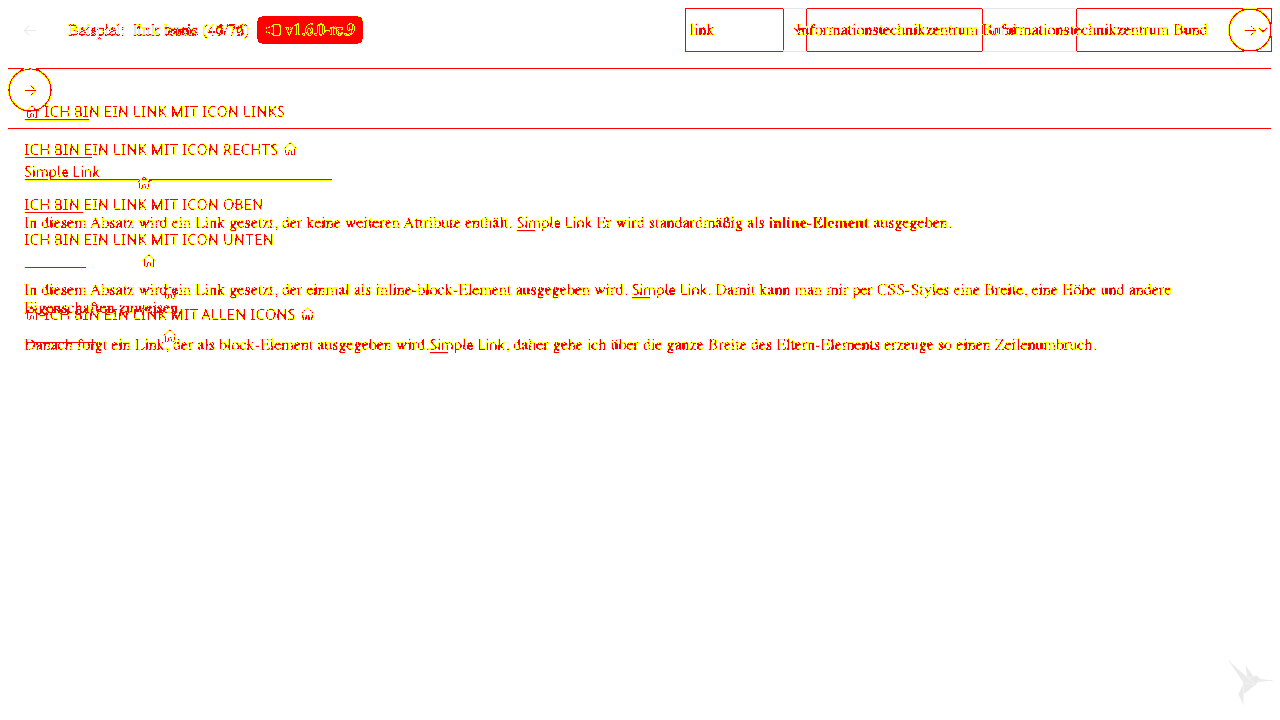 Beispiel: link v1.6.0-rc.9 link Informationstechnikzentrum Informationstechnikzentrum Bund
ICH BIN EIN LINK MIT ICON LINKS
ICH BIN EIN LINK MIT ICON RECHTS
Simple Link
ICH BIN EIN LINK MIT ICON OBEN
In diesem Absatz wird ein Link gesetzt, der keine weiteren Attribute enthält. Simple Link Er wird standardmäßig als inline-Element ausgegeben.
ICH BIN EIN LINK MIT ICON UNTEN
In diesem Absatz wird ein Link gesetzt, der einmal als inline-block-Element ausgegeben wird. Simple Link. Damit kann man mir per CSS-Styles eine Breite, eine Höhe und andere
Eigenschaften zuweisen.
ICH BIN EIN LINK MIT ALLEN ICONS
Danach folgt ein Link, der als block-Element ausgegeben wird.Simple Link, daher gehe ich über die ganze Breite des Eltern-Elements erzeuge so einen Zeilenumbruch.